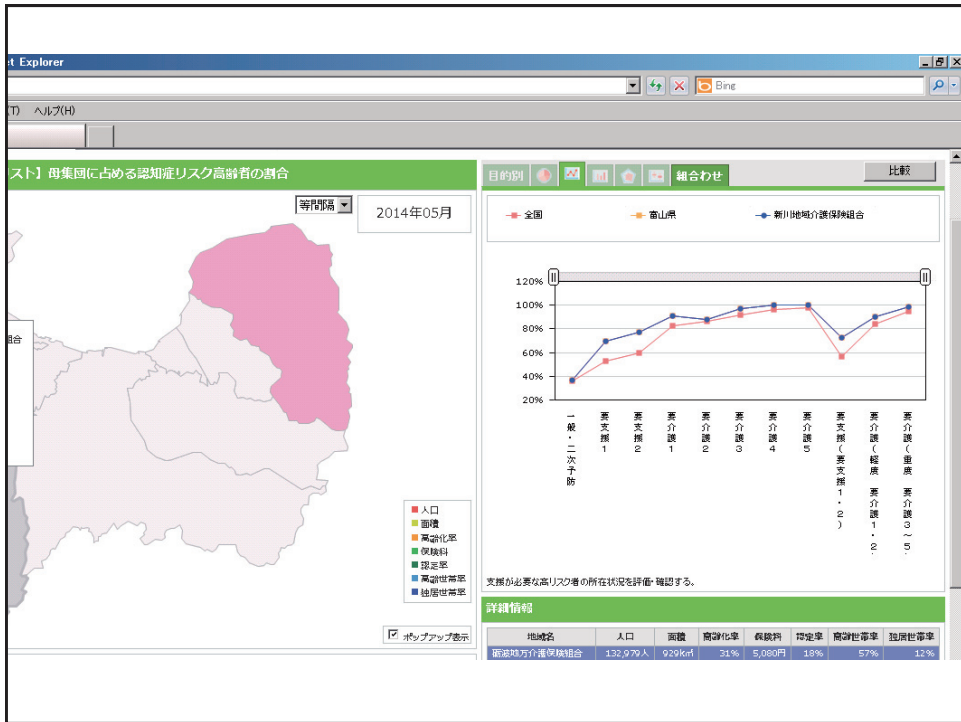 et Explorer
Bing
(T) ヘルプ(H)
スト】母集団に占める認知症リスク高齢者の割合
等間隔
2014年05月
組合
人口
面積
高齢化率
保険料
認定率
高齢世帯率
独居世帯率
ポップアップ表示
目的別
組合わせ
比較
全国
富山県
新川地域介護保険組合
120%
100%
80%
60%
40%
20%
一般・二次予防
要支援1
要支援2
要介護1
要介護2
要介護3
要介護4
要介護5
要支援(要支援1・2)
要介護(軽度 要介護1・2
要介護(重度 要介護3~5
支援が必要な高リスク者の所在状況を評価・確認する。
詳細情報
地域名 人口 面積 高齢化率 保険料 認定率 高齢世帯率 独居世帯率
砺波地方介護保険組合 132,979人 929km² 31% 5,080円 18% 57% 12%